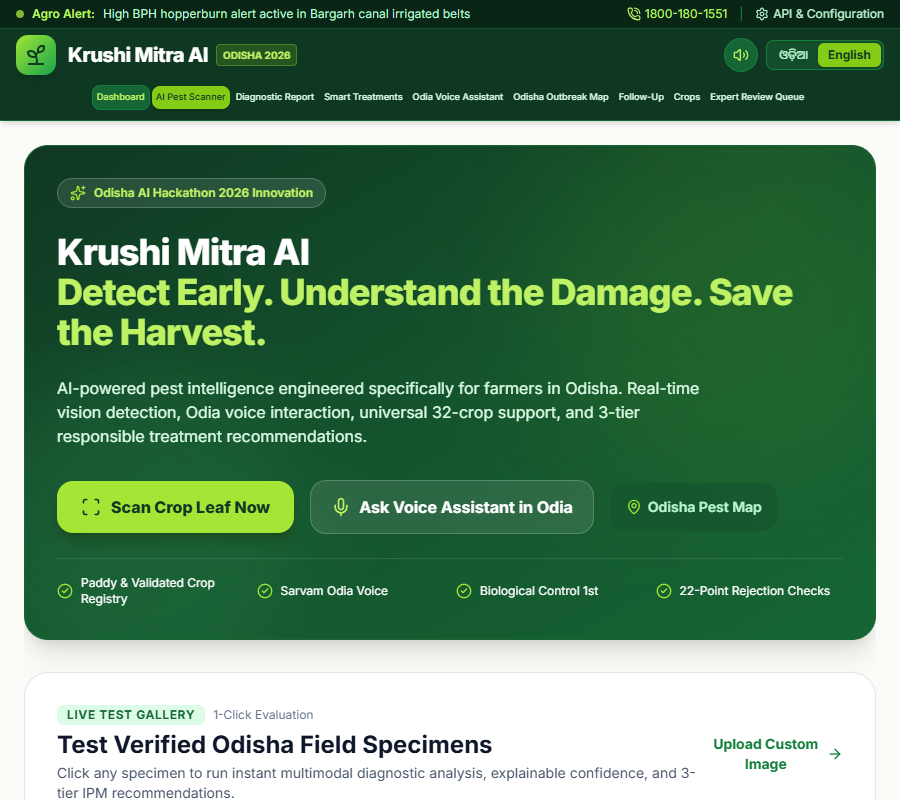 Agro Alert: High BPH hopperburn alert active in Bargarh canal irrigated belts
1800-180-1551
API & Configuration
Krushi Mitra AI
ODISHA 2026
ଓଡ଼ିଆ
English
Dashboard
AI Pest Scanner
Diagnostic Report
Smart Treatments
Odia Voice Assistant
Odisha Outbreak Map
Follow-Up
Crops
Expert Review Queue
Odisha AI Hackathon 2026 Innovation
Krushi Mitra AI
Detect Early. Understand the Damage. Save
the Harvest.
AI-powered pest intelligence engineered specifically for farmers in Odisha. Real-time
vision detection, Odia voice interaction, universal 32-crop support, and 3-tier
responsible treatment recommendations.
Scan Crop Leaf Now
Ask Voice Assistant in Odia
Odisha Pest Map
Paddy & Validated Crop
Registry
Sarvam Odia Voice
Biological Control 1st
22-Point Rejection Checks
LIVE TEST GALLERY
1-Click Evaluation
Test Verified Odisha Field Specimens
Click any specimen to run instant multimodal diagnostic analysis, explainable confidence, and 3-
tier IPM recommendations.
Upload Custom
Image